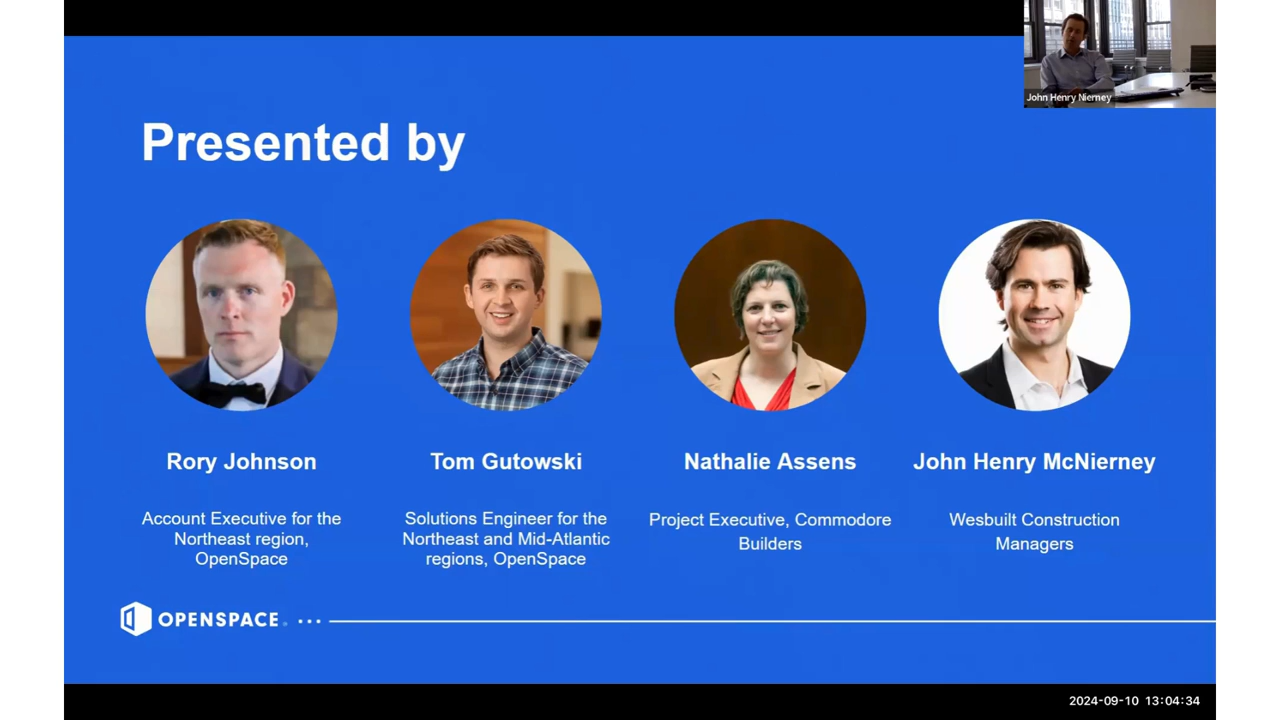 John Henry Nierney
Presented by
Rory Johnson
Tom Gutowski
Nathalie Assens
John Henry McNierney
Account Executive for the
Northeast region,
OpenSpace
Solutions Engineer for the
Northeast and Mid-Atlantic
regions, OpenSpace
Project Executive, Commodore
Builders
Wesbuilt Construction
Managers
OPENSPACE
2024-09-10 13:04:34